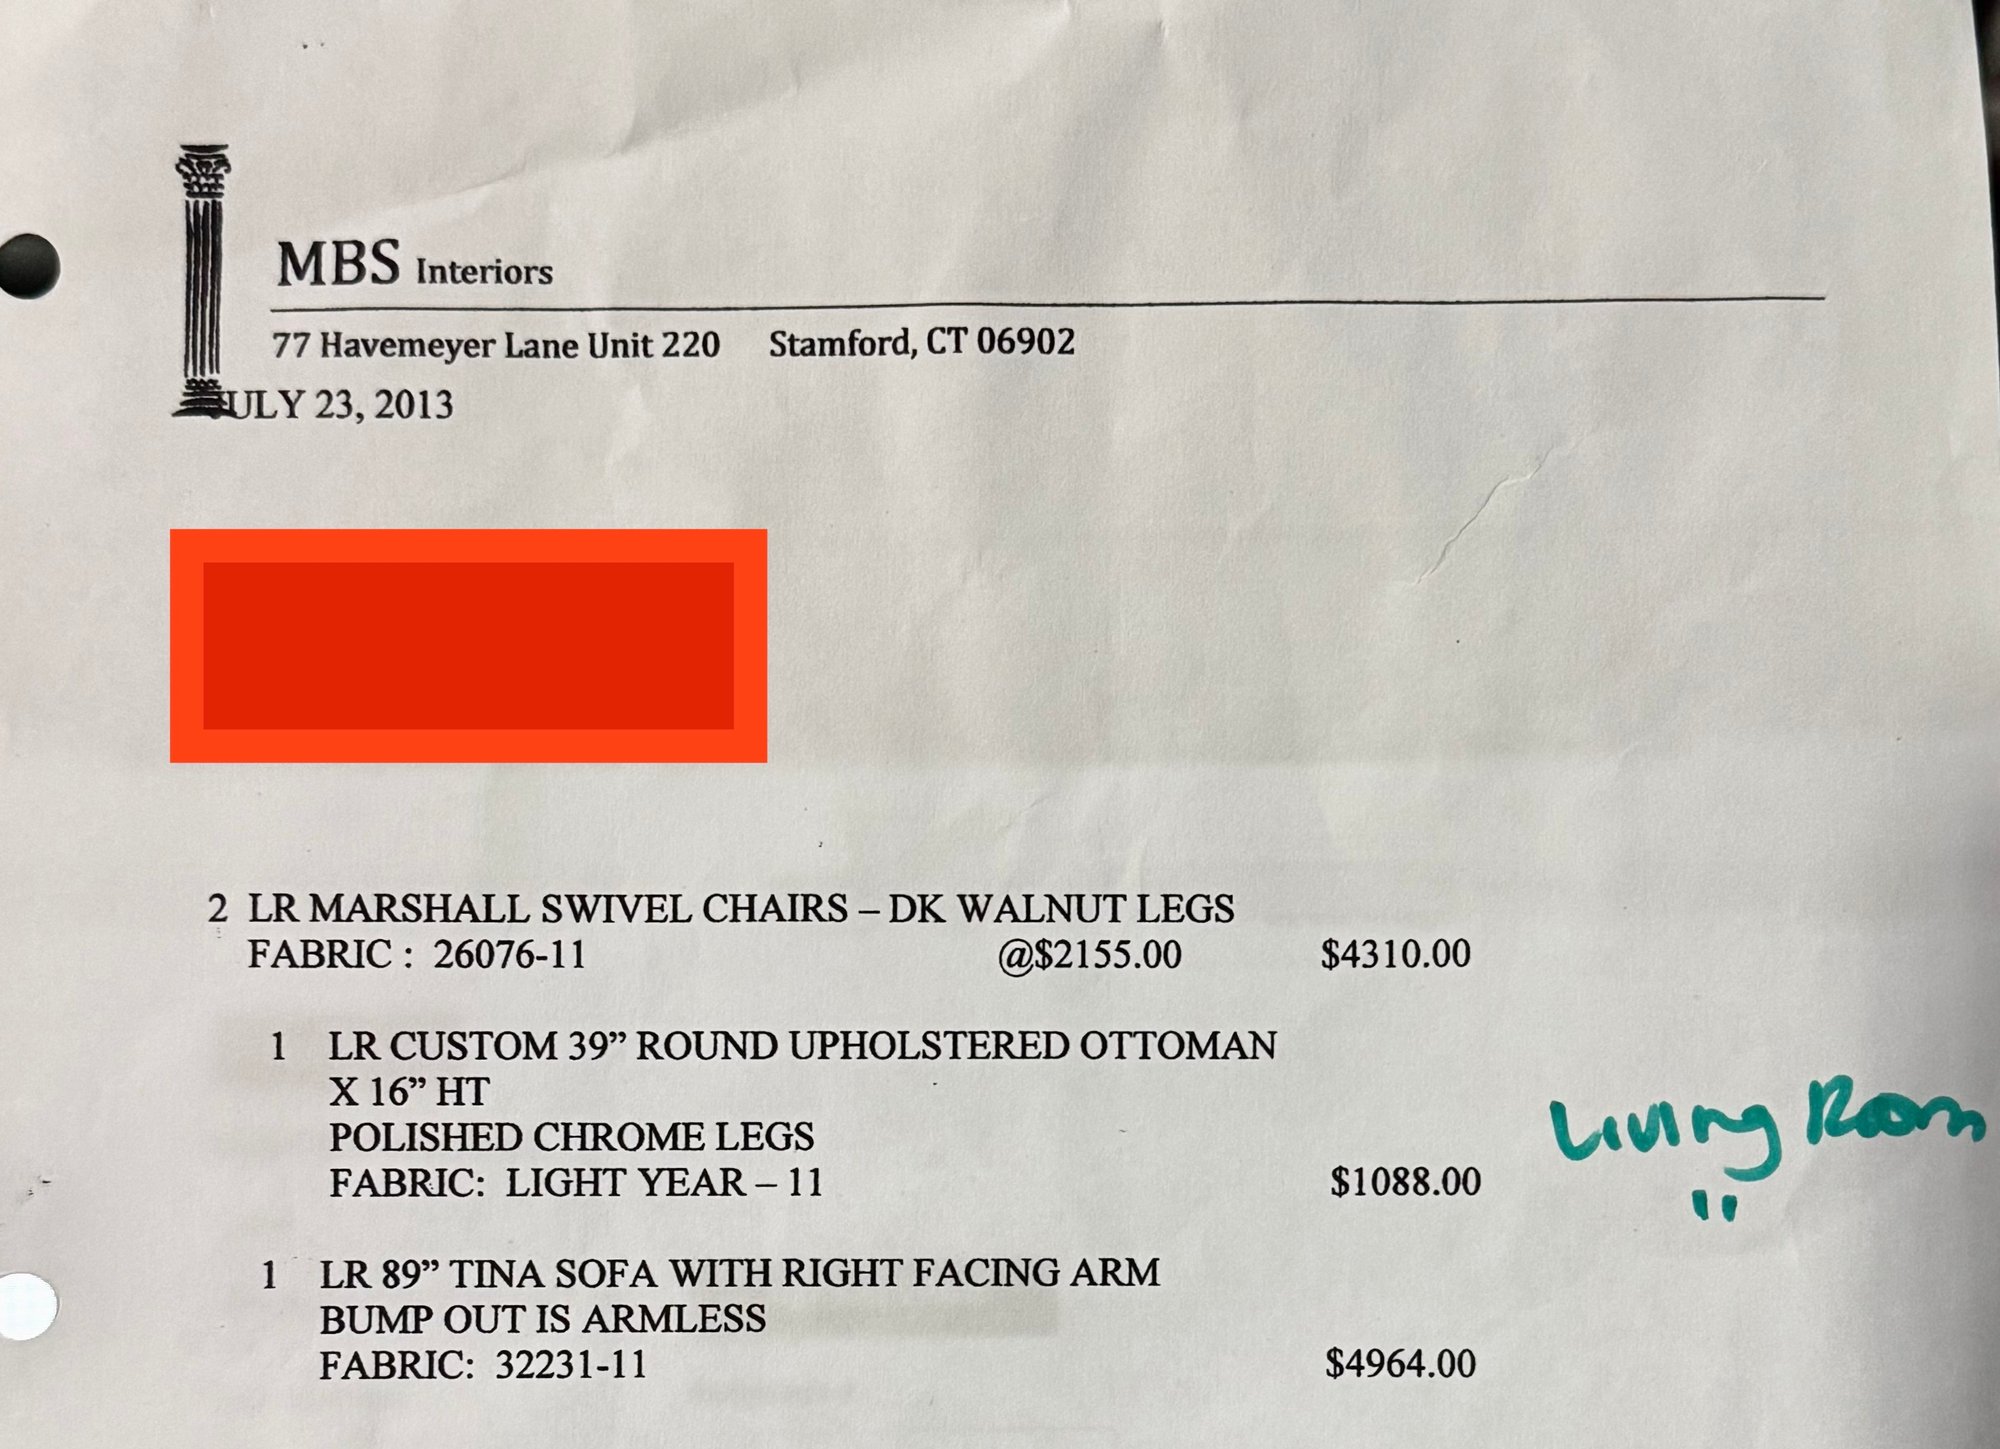 MBS Interiors
77 Havemeyer Lane Unit 220 Stamford, CT 06902
JULY 23, 2013
2 LR MARSHALL SWIVEL CHAIRS – DK WALNUT LEGS
FABRIC : 26076-11 @$2155.00 $4310.00
1 LR CUSTOM 39” ROUND UPHOLSTERED OTTOMAN
X 16” HT
POLISHED CHROME LEGS
FABRIC: LIGHT YEAR – 11 $1088.00
Living Room
"
1 LR 89” TINA SOFA WITH RIGHT FACING ARM
BUMP OUT IS ARMLESS
FABRIC: 32231-11 $4964.00